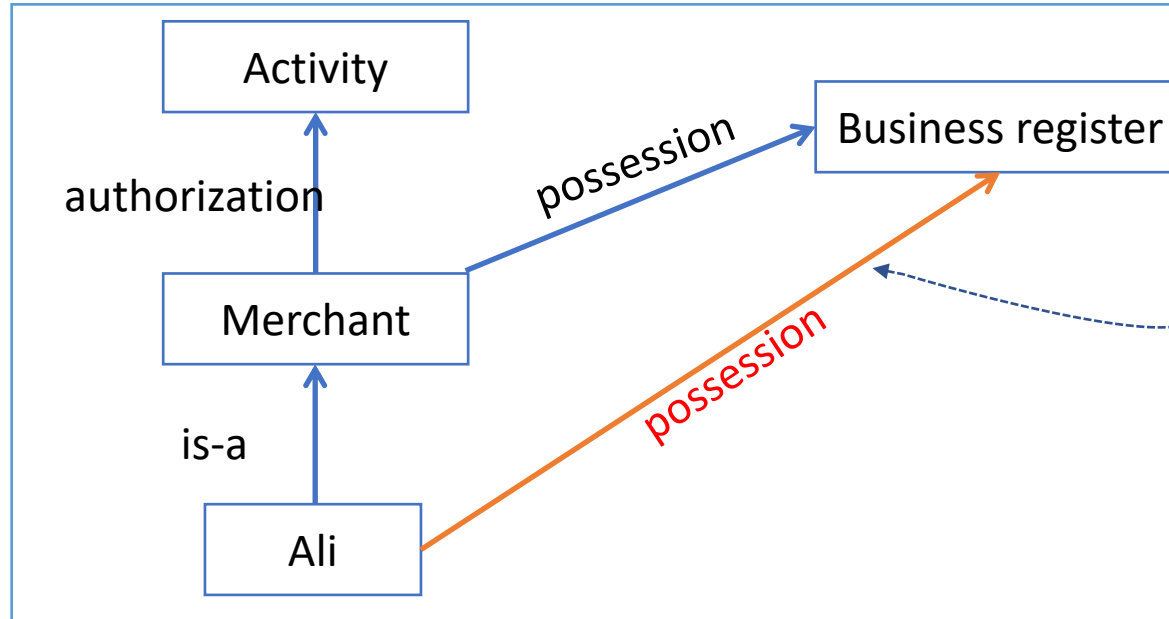 Activity
Business register
possession
authorization
Merchant
possession
is-a
Ali